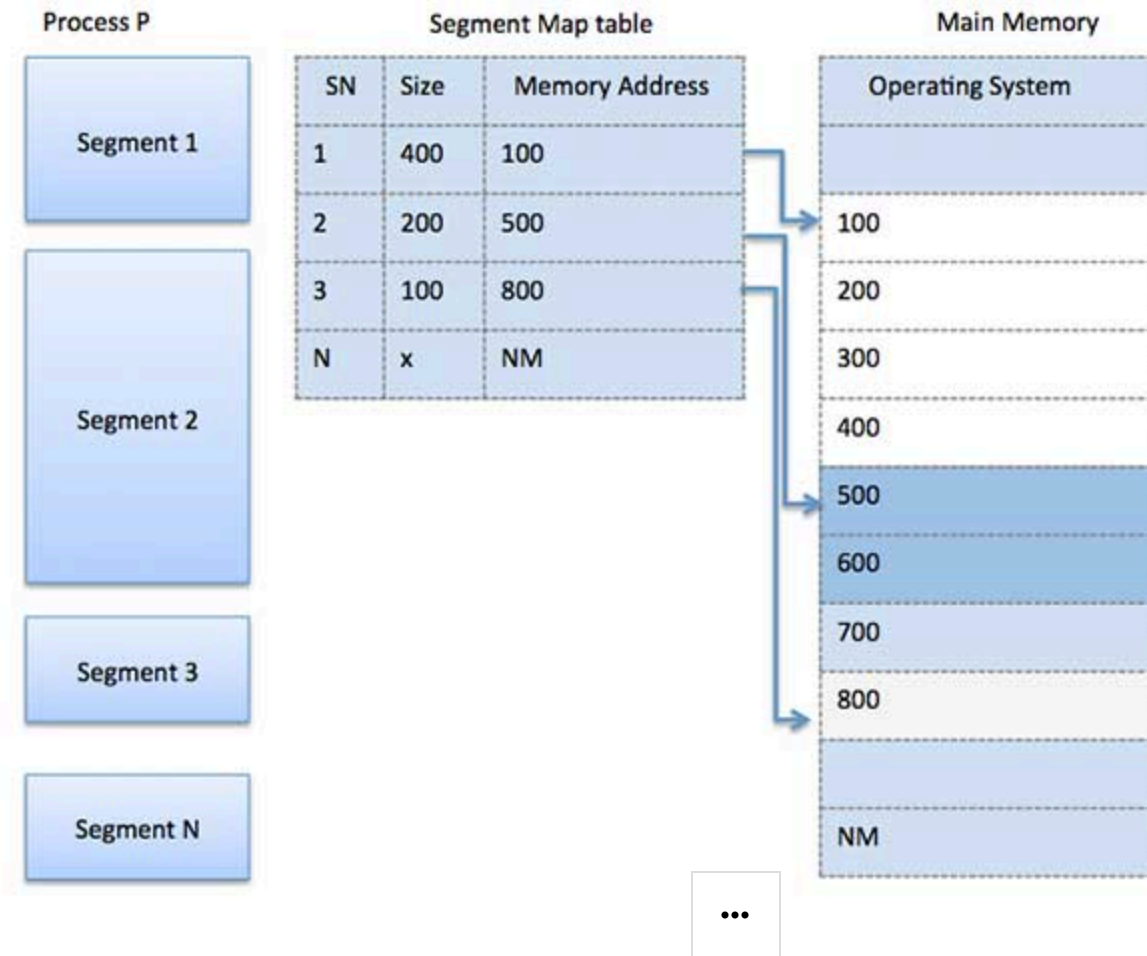 Process P
Segment Map table
Main Memory
Segment 1
Segment 2
Segment 3
Segment N
SN Size Memory Address
1 400 100
2 200 500
3 100 800
N x NM
Operating System
100
200
300
400
500
600
700
800
NM
...